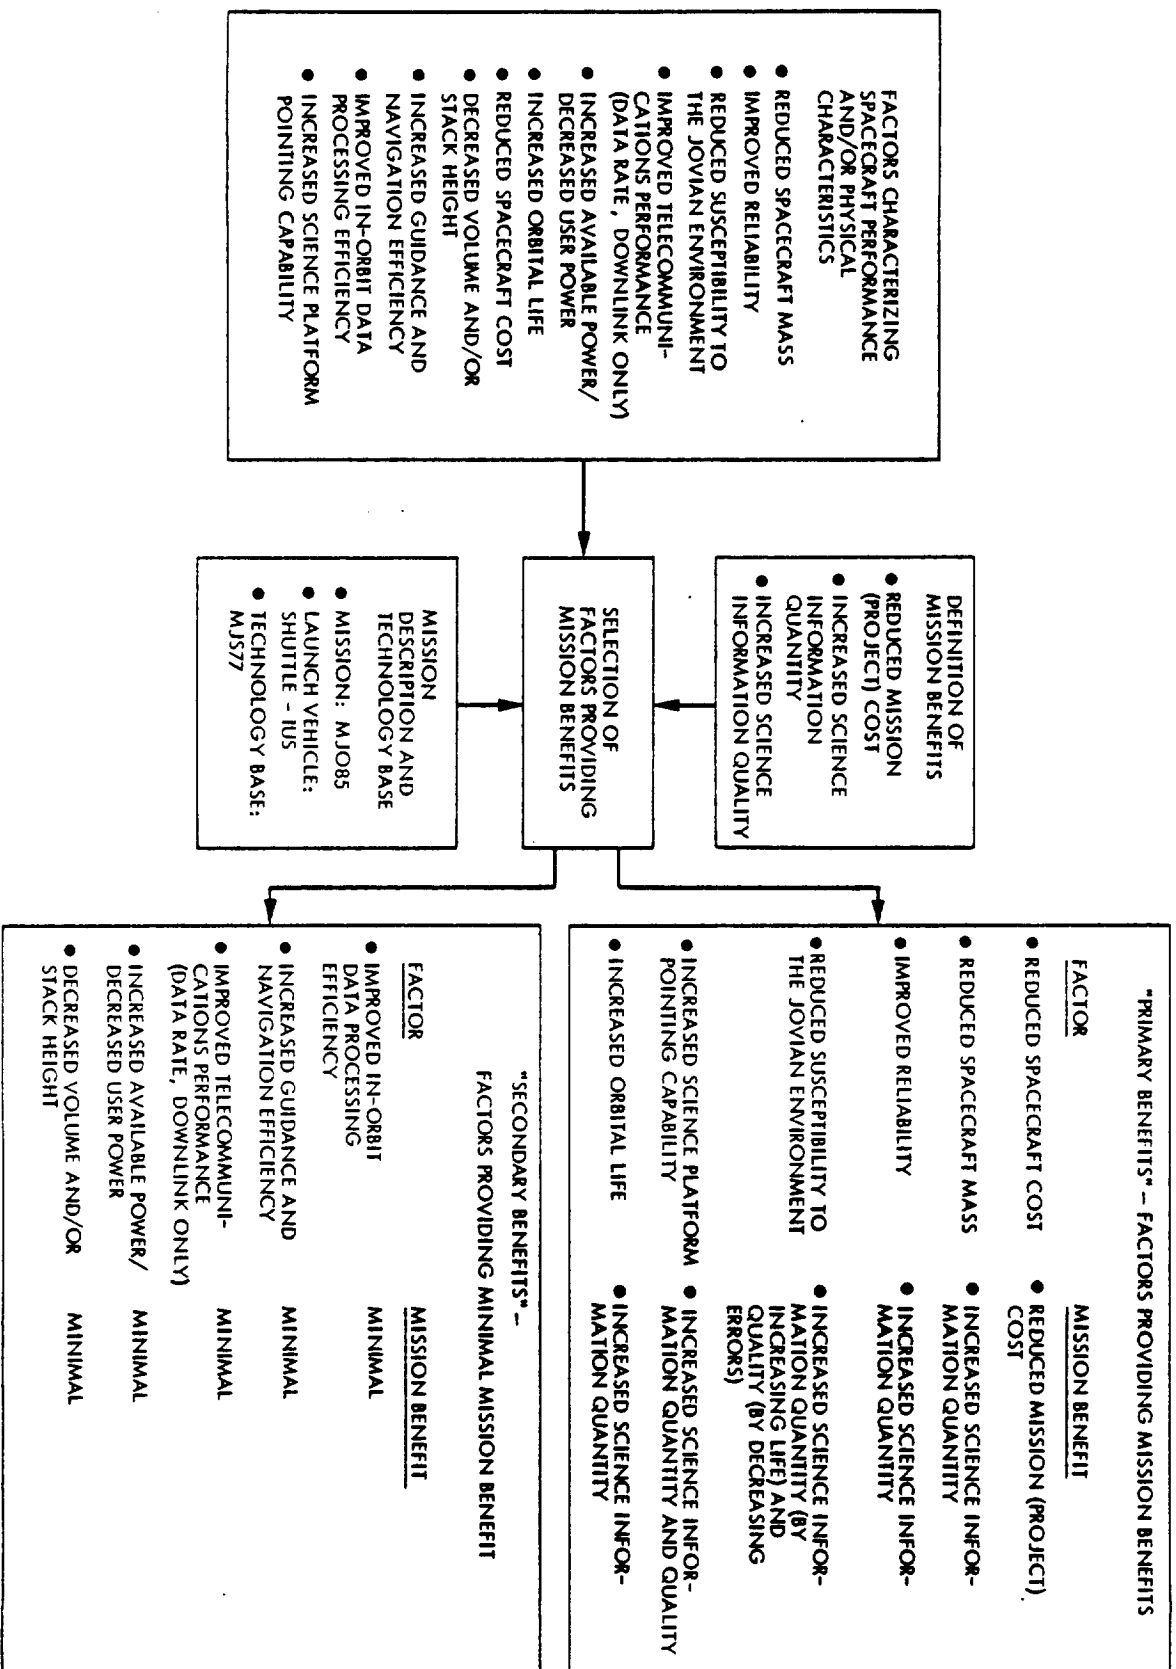 FACTORS CHARACTERIZING
SPACECRAFT PERFORMANCE
AND/OR PHYSICAL
CHARACTERISTICS
● REDUCED SPACECRAFT MASS
● IMPROVED RELIABILITY
● REDUCED SUSCEPTIBILITY TO
THE JOVIAN ENVIRONMENT
● IMPROVED TELECOMMUNI-
CATIONS PERFORMANCE
(DATA RATE, DOWNLINK ONLY)
● INCREASED AVAILABLE POWER/
DECREASED USER POWER
● INCREASED ORBITAL LIFE
● REDUCED SPACECRAFT COST
● DECREASED VOLUME AND/OR
STACK HEIGHT
● INCREASED GUIDANCE AND
NAVIGATION EFFICIENCY
● IMPROVED IN-ORBIT DATA
PROCESSING EFFICIENCY
● INCREASED SCIENCE PLATFORM
POINTING CAPABILITY
DEFINITION OF
MISSION BENEFITS
● REDUCED MISSION
(PROJECT) COST
● INCREASED SCIENCE
INFORMATION
QUANTITY
● INCREASED SCIENCE
INFORMATION QUALITY
SELECTION OF
FACTORS PROVIDING
MISSION BENEFITS
MISSION
DESCRIPTION AND
TECHNOLOGY BASE
● MISSION: MJO85
● LAUNCH VEHICLE:
SHUTTLE - IUS
● TECHNOLOGY BASE:
MJS77
"PRIMARY BENEFITS" - FACTORS PROVIDING MISSION BENEFITS
FACTOR MISSION BENEFIT
● REDUCED SPACECRAFT COST ● REDUCED MISSION (PROJECT)
COST
● REDUCED SPACECRAFT MASS ● INCREASED SCIENCE INFOR-
MATION QUANTITY
● IMPROVED RELIABILITY ● INCREASED SCIENCE INFOR-
MATION QUANTITY
● REDUCED SUSCEPTIBILITY TO ● INCREASED SCIENCE INFOR-
THE JOVIAN ENVIRONMENT MATION QUANTITY (BY
INCREASING LIFE) AND
QUALITY (BY DECREASING
ERRORS)
● INCREASED SCIENCE PLATFORM ● INCREASED SCIENCE INFOR-
POINTING CAPABILITY MATION QUANTITY AND QUALITY
● INCREASED ORBITAL LIFE ● INCREASED SCIENCE INFOR-
MATION QUANTITY
"SECONDARY BENEFITS" -
FACTORS PROVIDING MINIMAL MISSION BENEFIT
FACTOR MISSION BENEFIT
● IMPROVED IN-ORBIT MINIMAL
DATA PROCESSING
EFFICIENCY
● INCREASED GUIDANCE AND MINIMAL
NAVIGATION EFFICIENCY
● IMPROVED TELECOMMUNI- MINIMAL
CATIONS PERFORMANCE
(DATA RATE, DOWNLINK ONLY)
● INCREASED AVAILABLE POWER/ MINIMAL
DECREASED USER POWER
● DECREASED VOLUME AND/OR MINIMAL
STACK HEIGHT